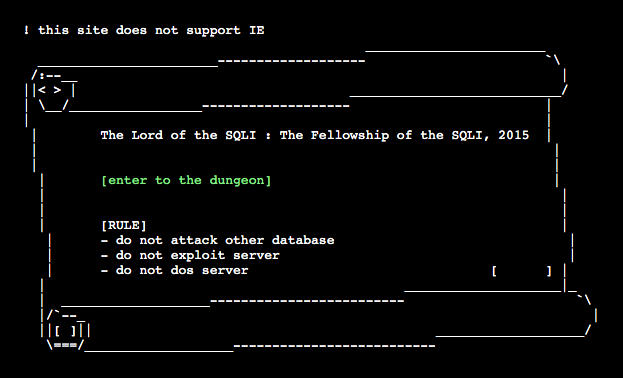 ! this site does not support IE
The Lord of the SQLI : The Fellowship of the SQLI, 2015
[enter to the dungeon]
[RULE]
- do not attack other database
- do not exploit server
- do not dos server